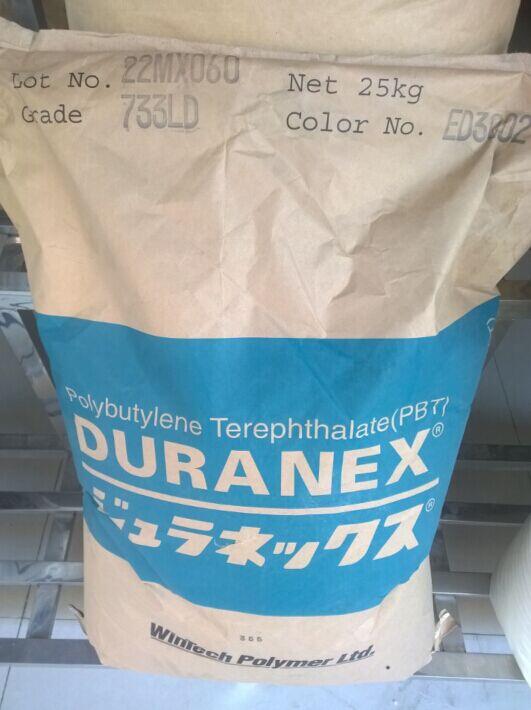 Lot No. 22MX060 Net 25kg
Grade 733LD Color No. ED3002
Polybutylene Terephthalate(PBT)
DURANEX®
ジュラネックス®
365
WinTech Polymer Ltd.